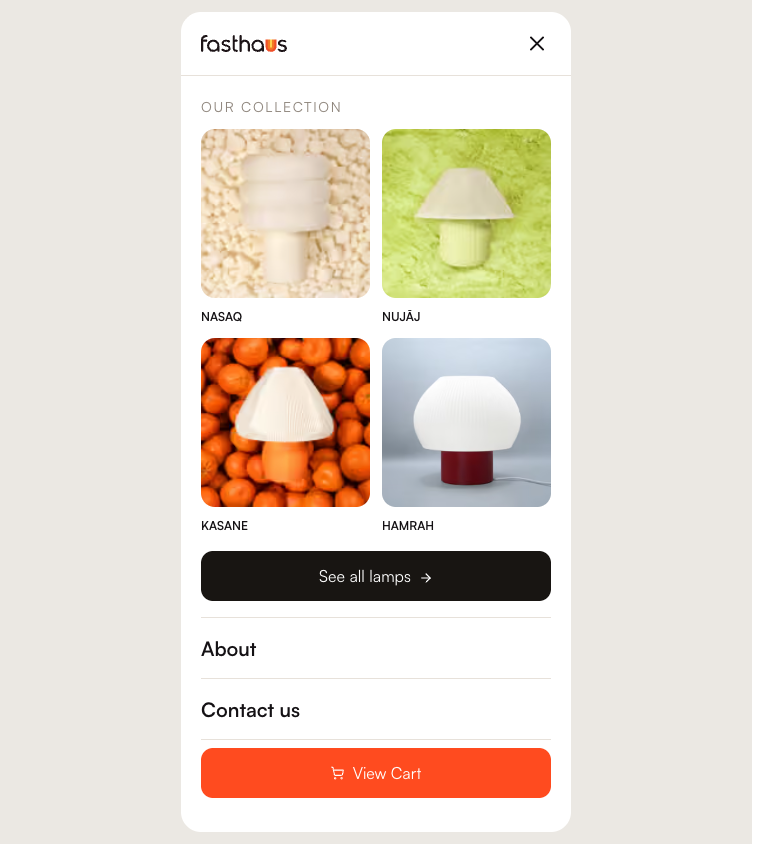 fasthaus
OUR COLLECTION
NASAQ
NUJĀJ
KASANE
HAMRAH
See all lamps →
About
Contact us
View Cart